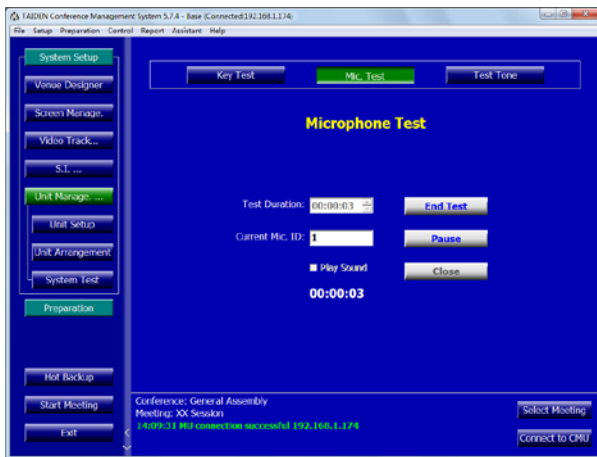 TAIDEN Conference Management System 5.7.4 - Base (Connected:192.168.1.174)
File Setup Preparation Control Report Assistant Help
System Setup
Venue Designer
Screen Manage.
Video Track...
S.I. ...
Unit Manage. ...
Unit Setup
Unit Arrangement
System Test
Preparation
Hot Backup
Start Meeting
Exit
Key Test Mic. Test Test Tone
Microphone Test
Test Duration: 00:00:03 End Test
Current Mic. ID: 1 Pause
Play Sound Close
00:00:03
Conference: General Assembly
Meeting: XX Session
14:09:31 MU connection successful 192.168.1.174
Select Meeting
Connect to CMU